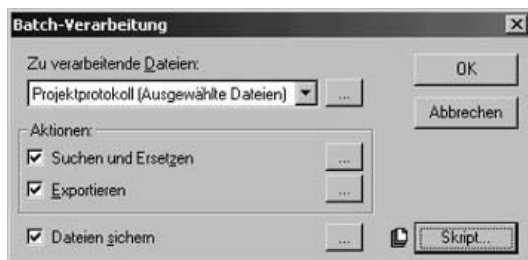 Batch-Verarbeitung
Zu verarbeitende Dateien:
Projektprotokoll (Ausgewählte Dateien)
...
OK
Abbrechen
Aktionen:
Suchen und Ersetzen
...
Exportieren
...
Dateien sichern
...
Skript...